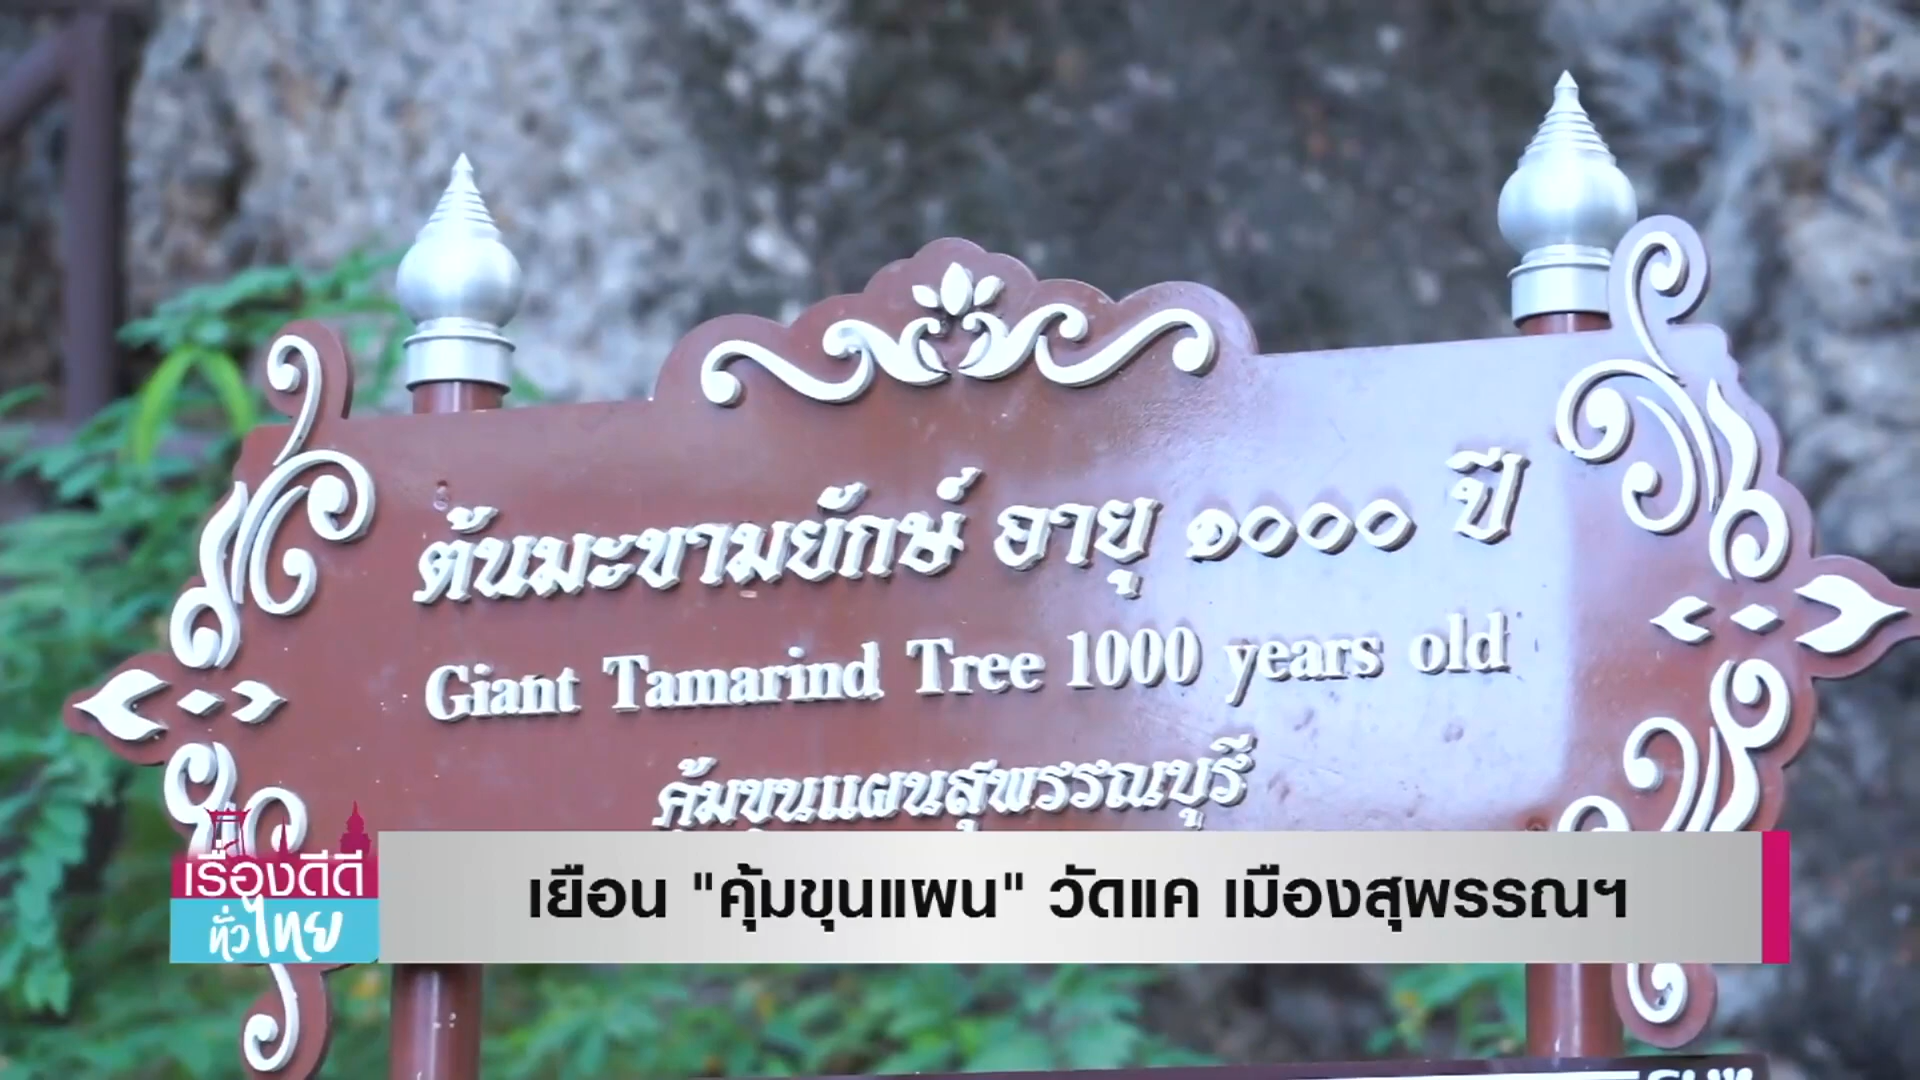 ต้นมะขามยักษ์ อายุ ๑๐๐๐ ปี
Giant Tamarind Tree 1000 years old
คุ้มขุนแผนสุพรรณบุรี
เรื่องดีดี
ทั่วไทย
เยือน "คุ้มขุนแผน" วัดแค เมืองสุพรรณฯ